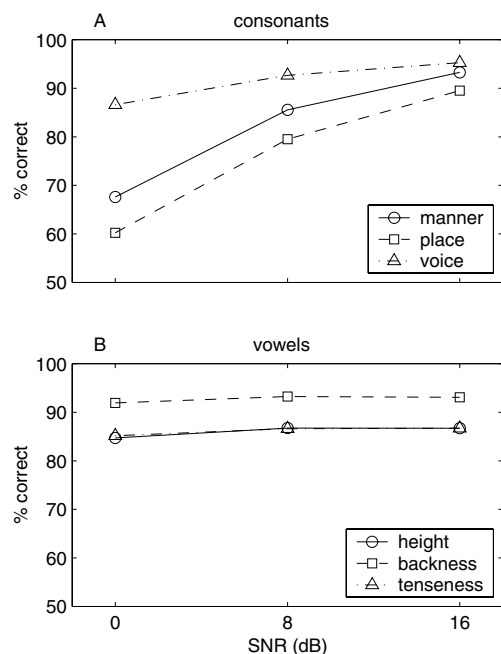 A consonants
100
90
80
70
60
50
% correct
manner
place
voice
B vowels
100
90
80
70
60
50
% correct
height
backness
tenseness
0 8 16
SNR (dB)